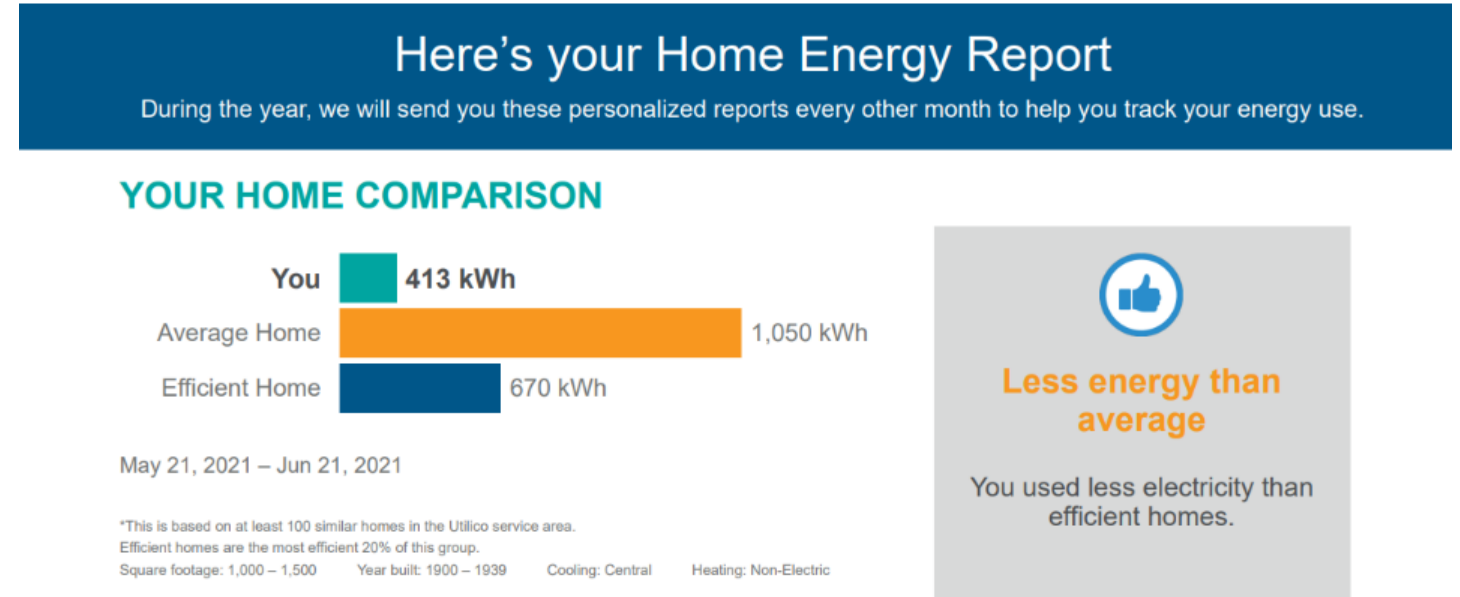 Here's your Home Energy Report
During the year, we will send you these personalized reports every other month to help you track your energy use.
YOUR HOME COMPARISON
You 413 kWh
Average Home 1,050 kWh
Efficient Home 670 kWh
May 21, 2021 – Jun 21, 2021
*This is based on at least 100 similar homes in the Utilico service area.
Efficient homes are the most efficient 20% of this group.
Square footage: 1,000 – 1,500 Year built: 1900 – 1939 Cooling: Central Heating: Non-Electric
Less energy than
average
You used less electricity than
efficient homes.